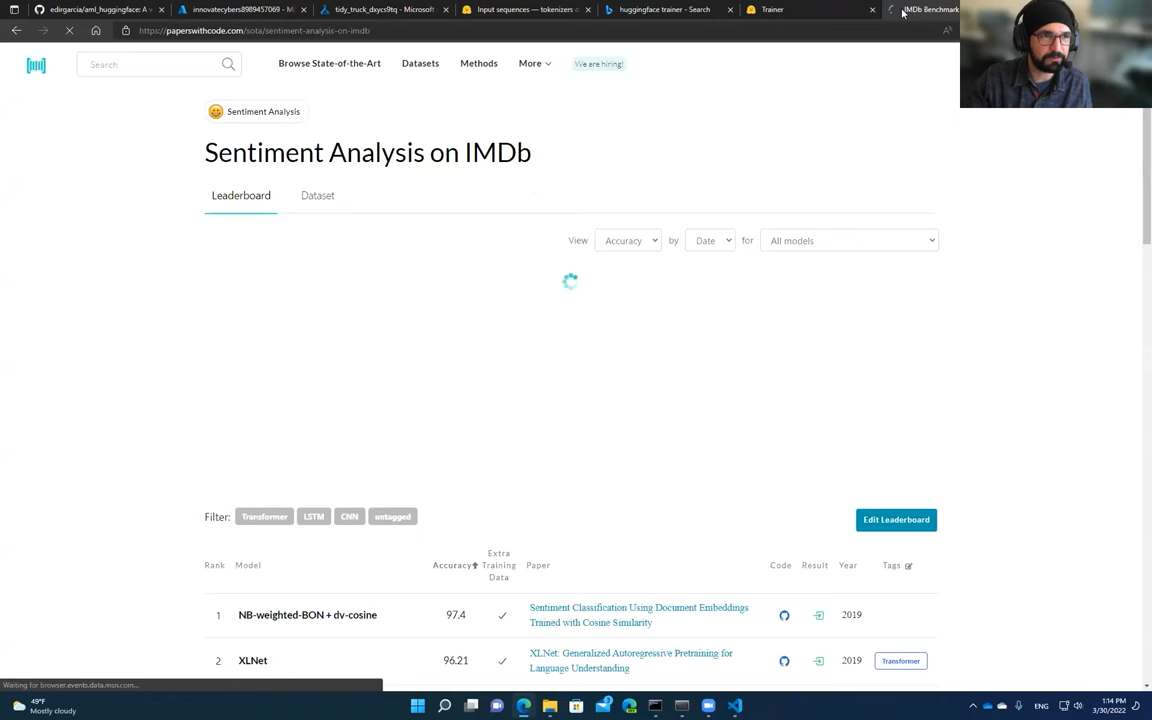 edirgarcia/aml_huggingface: A w
innovatecybers8989457069 - Mi
tidy_truck_dxycs9tq - Microsoft
Input sequences — tokenizers d
huggingface trainer - Search
Trainer
IMDb Benchmark
https://paperswithcode.com/sota/sentiment-analysis-on-imdb
Search
Browse State-of-the-Art
Datasets
Methods
More
We are hiring!
Sentiment Analysis
Sentiment Analysis on IMDb
Leaderboard
Dataset
View
Accuracy
by
Date
for
All models
Filter:
Transformer
LSTM
CNN
untagged
Edit Leaderboard
Rank
Model
Accuracy
Extra
Training
Data
Paper
Code
Result
Year
Tags
1
NB-weighted-BON + dv-cosine
97.4
Sentiment Classification Using Document Embeddings
Trained with Cosine Similarity
2019
2
XLNet
96.21
XLNet: Generalized Autoregressive Pretraining for
Language Understanding
2019
Transformer
Waiting for browser.events.data.msn.com...
49°F
Mostly cloudy
ENG
1:14 PM
3/30/2022